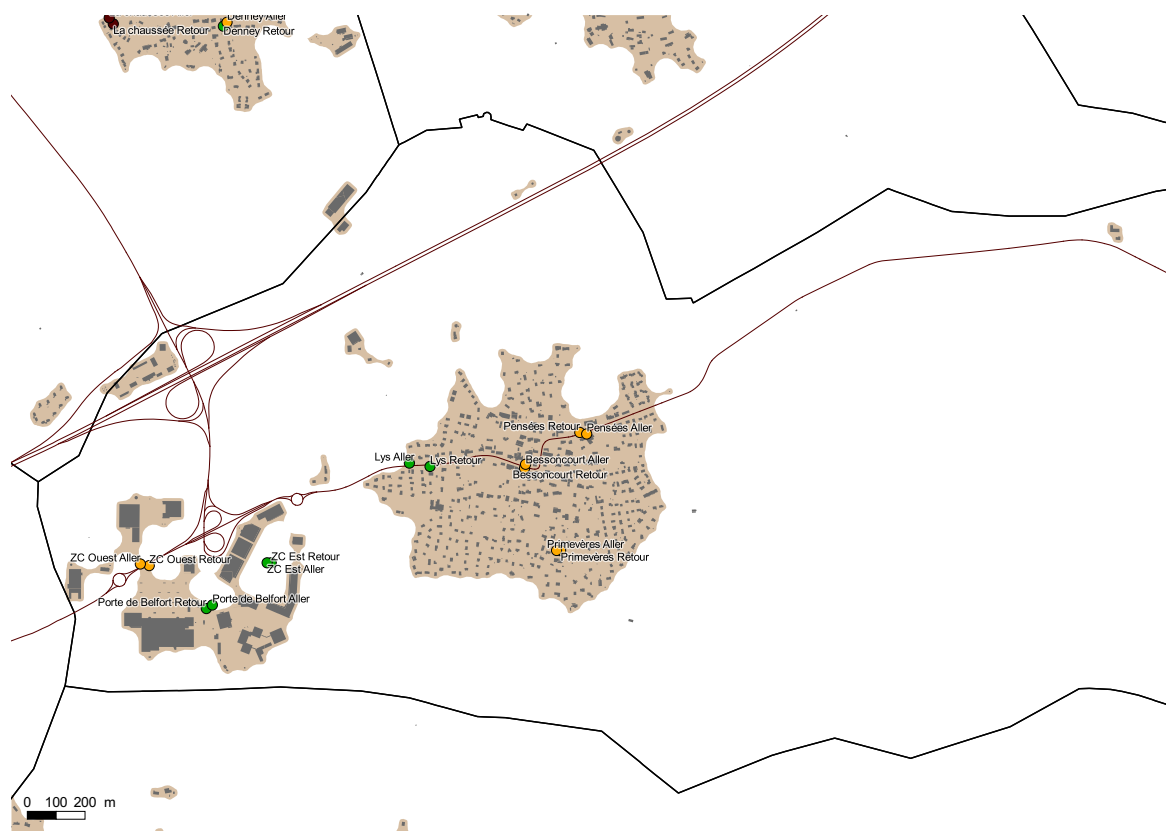 Denney Aller
La chaussée Retour
Denney Retour
Pensées Retour
Pensées Aller
Lys Aller
Lys Retour
Bessoncourt Aller
Bessoncourt Retour
Primevères Aller
Primevères Retour
ZC Ouest Aller
ZC Ouest Retour
ZC Est Retour
ZC Est Aller
Porte de Belfort Retour
Porte de Belfort Aller
0 100 200 m